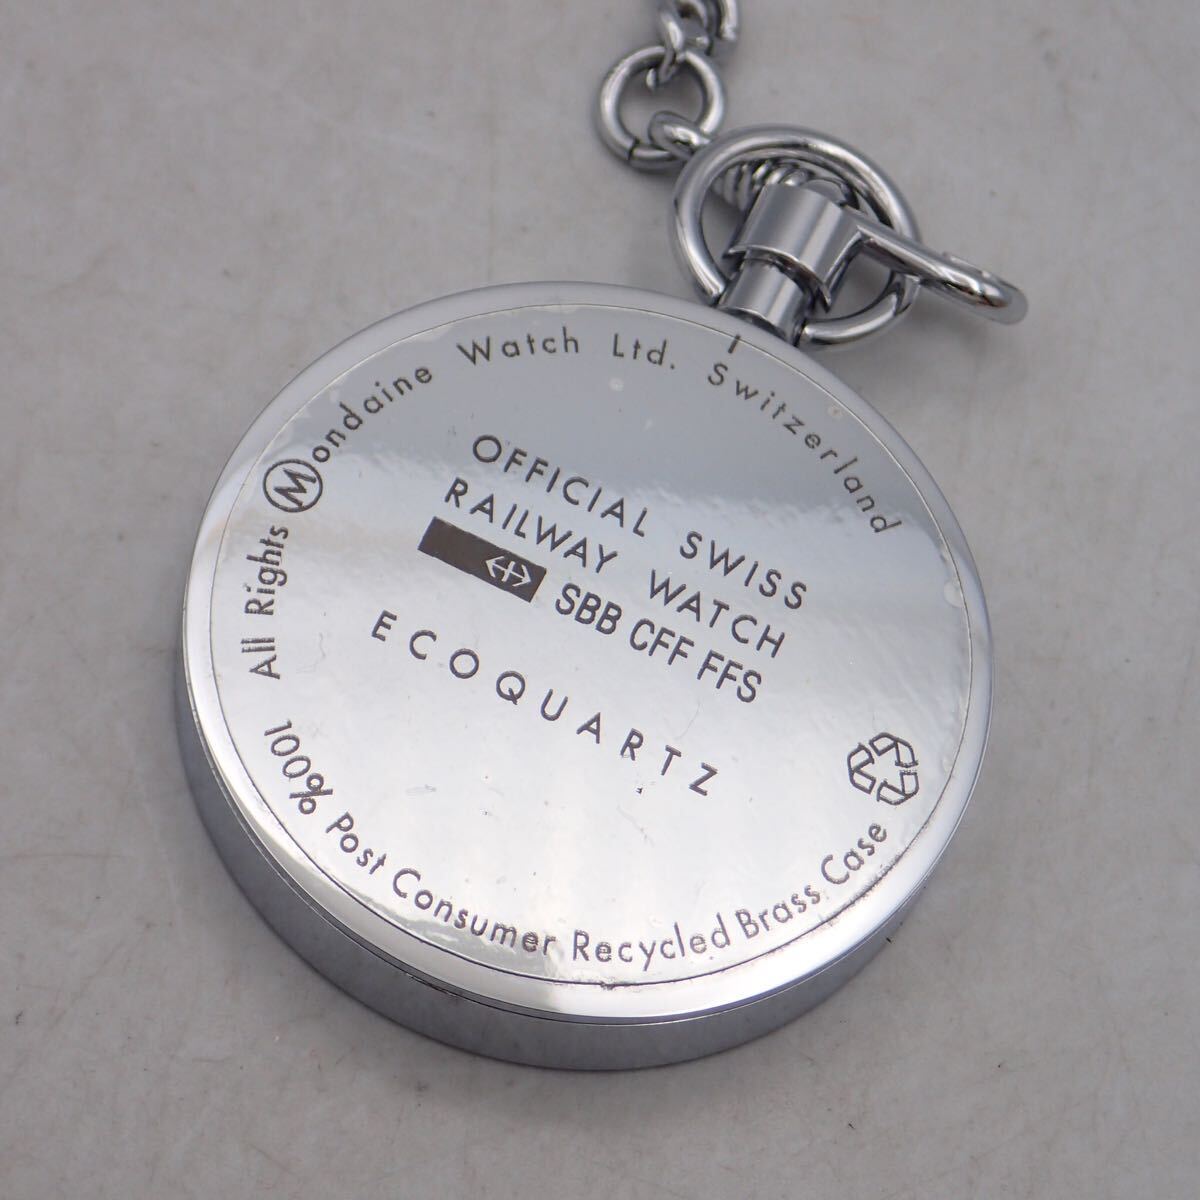 All Rights Ⓜondaine Watch Ltd. Switzerland
OFFICIAL SWISS
RAILWAY WATCH
SBB CFF FFS
ECOQUARTZ
100% Post Consumer Recycled Brass Case